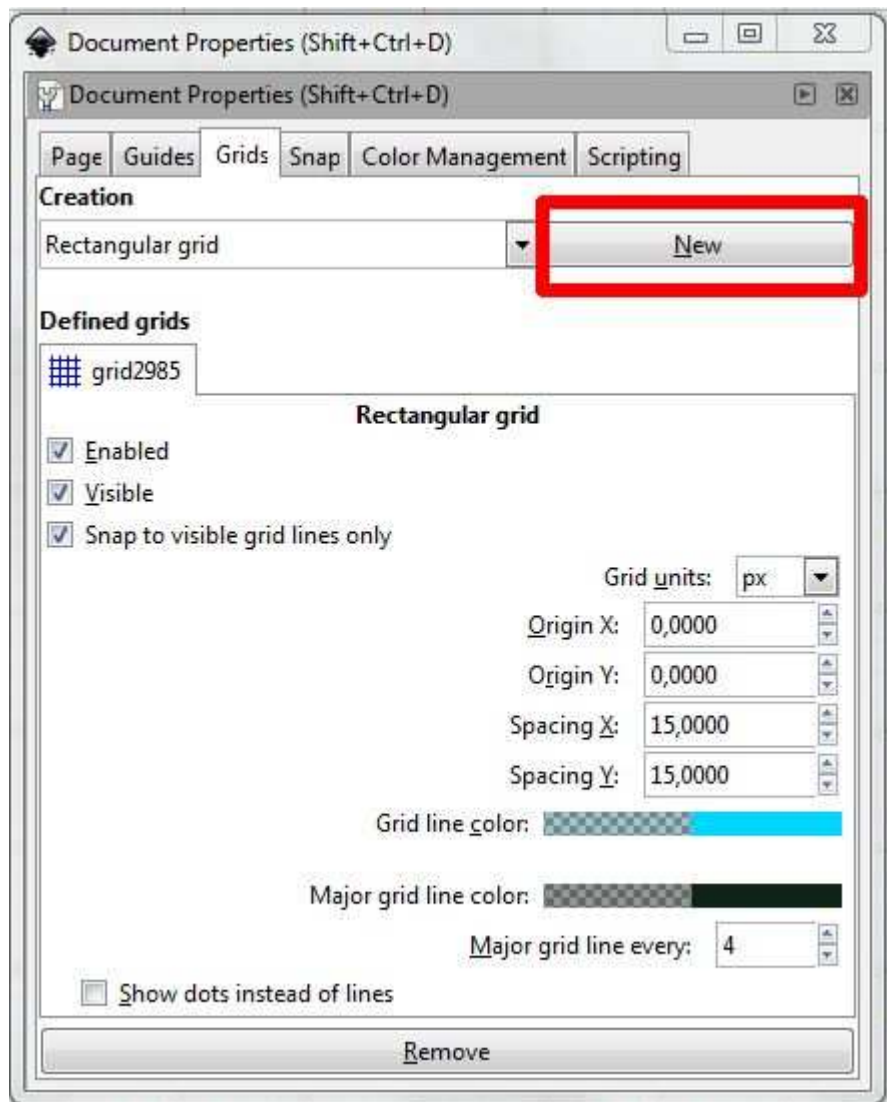 Document Properties (Shift+Ctrl+D)
Document Properties (Shift+Ctrl+D)
Page Guides Grids Snap Color Management Scripting
Creation
Rectangular grid New
Defined grids
grid2985
Rectangular grid
Enabled
Visible
Snap to visible grid lines only
Grid units: px
Origin X: 0,0000
Origin Y: 0,0000
Spacing X: 15,0000
Spacing Y: 15,0000
Grid line color:
Major grid line color:
Major grid line every: 4
Show dots instead of lines
Remove